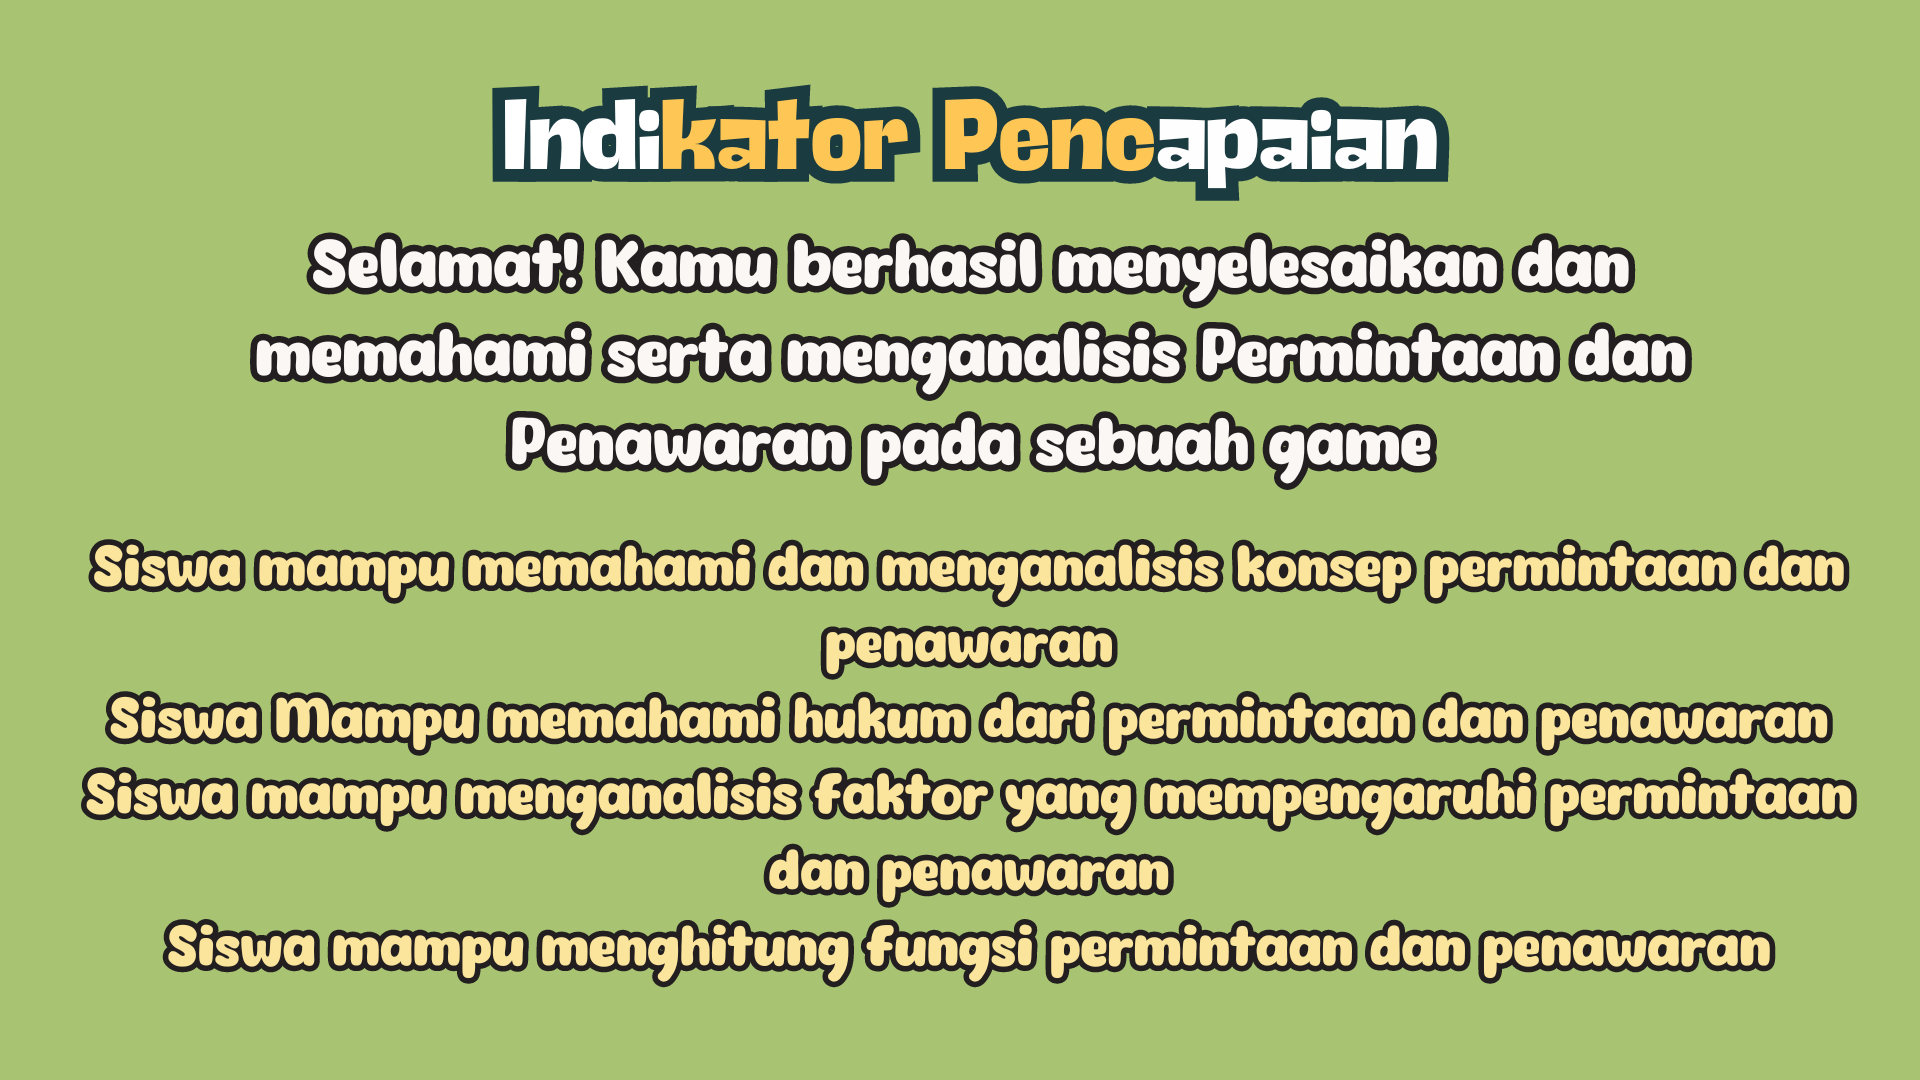 Indikator Pencapaian
Selamat! Kamu berhasil menyelesaikan dan
memahami serta menganalisis Permintaan dan
Penawaran pada sebuah game
Siswa mampu memahami dan menganalisis konsep permintaan dan
penawaran
Siswa Mampu memahami hukum dari permintaan dan penawaran
Siswa mampu menganalisis faktor yang mempengaruhi permintaan
dan penawaran
Siswa mampu menghitung fungsi permintaan dan penawaran